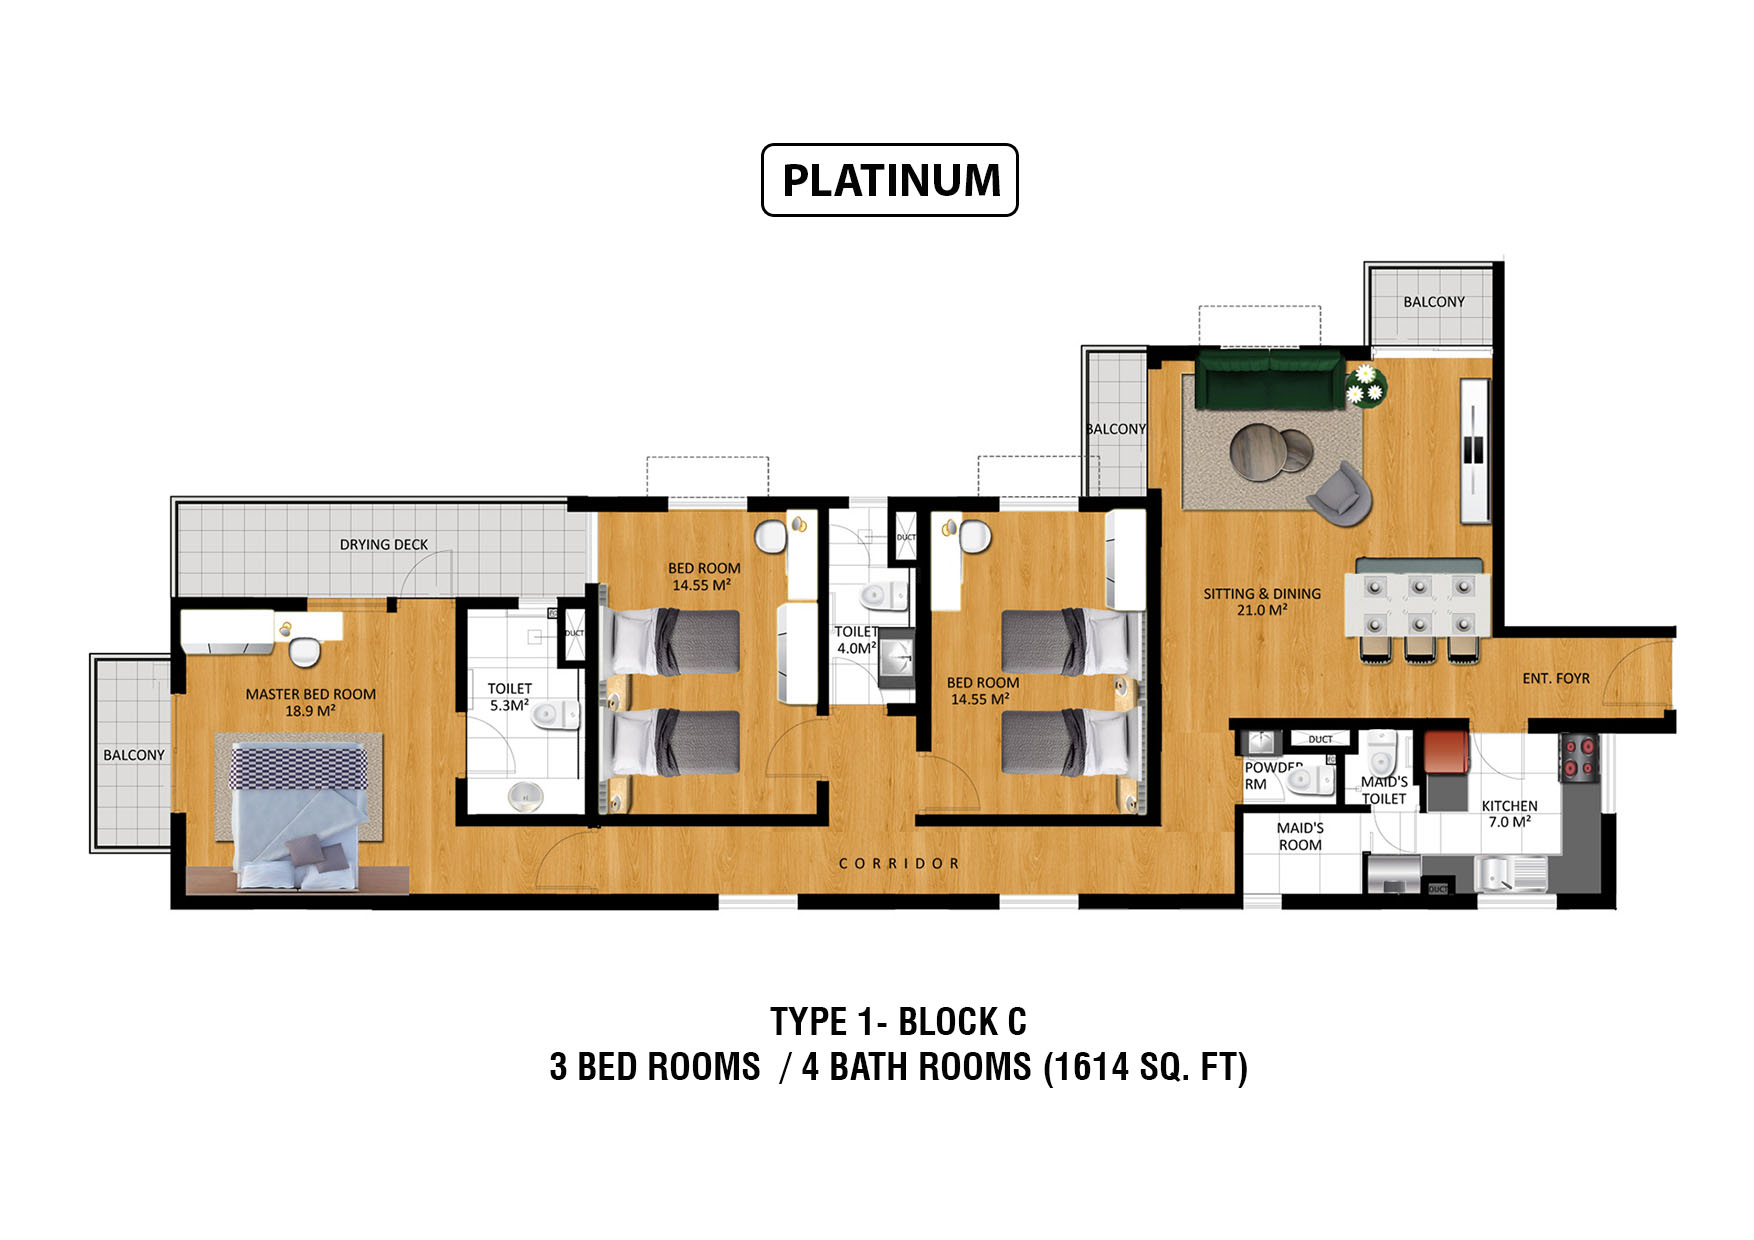 PLATINUM
BALCONY
BALCONY
DRYING DECK
BED ROOM
14.55 M²
DUCT
SITTING & DINING
21.0 M²
FG
DUCT
TOILET
4.0M²
MASTER BED ROOM
18.9 M²
TOILET
5.3M²
BED ROOM
14.55 M²
ENT. FOYR
BALCONY
DUCT
POWDER
RM
FG
MAID'S
TOILET
KITCHEN
7.0 M²
MAID'S
ROOM
CORRIDOR
DUCT
TYPE 1- BLOCK C
3 BED ROOMS / 4 BATH ROOMS (1614 SQ. FT)